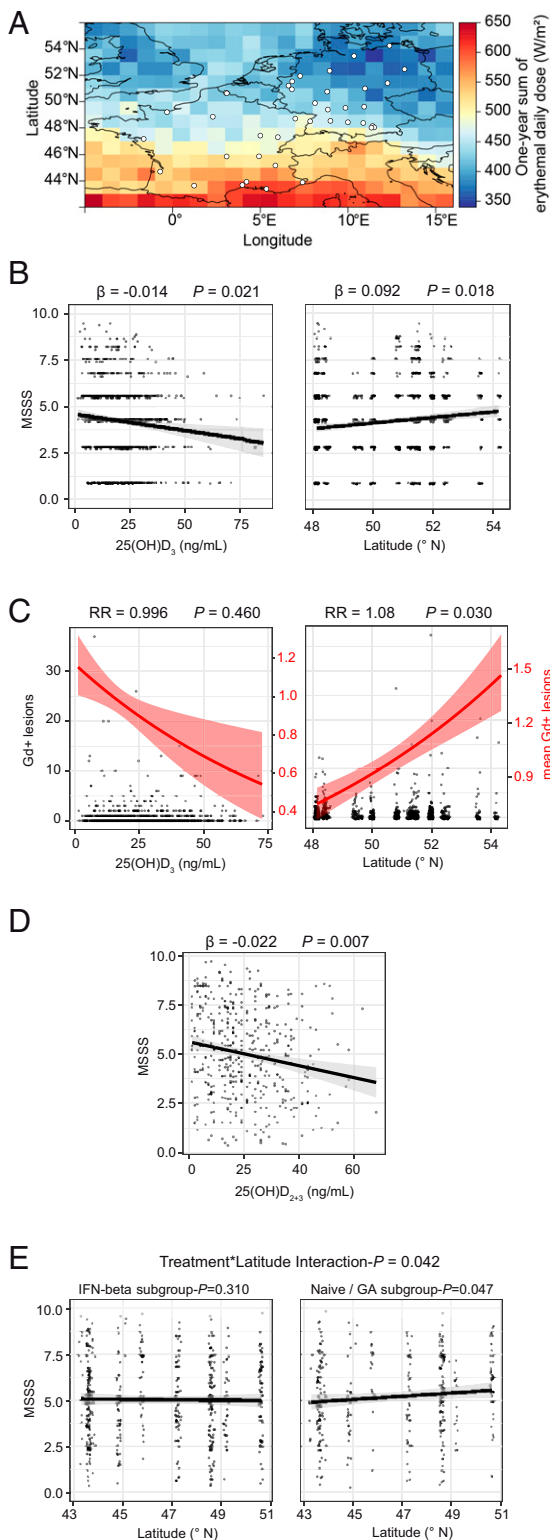 A
56°N
54°N
52°N
50°N
48°N
46°N
44°N
Latitude
0°E
5°E
10°E
15°E
Longitude
650
600
550
500
450
400
350
One-year sum of
erythemal daily dose (W/m²)
B
β = -0.014 P = 0.021
β = 0.092 P = 0.018
10.0
7.5
5.0
2.5
0.0
MSSS
0 25 50 75
25(OH)D₃ (ng/mL)
48 50 52 54
Latitude (° N)
C
RR = 0.996 P = 0.460
RR = 1.08 P = 0.030
30
20
10
0
Gd+ lesions
1.2
1.0
0.8
0.6
0.4
0 25 50 75
25(OH)D₃ (ng/mL)
1.5
1.2
0.9
mean Gd+ lesions
48 50 52 54
Latitude (° N)
D
β = -0.022 P = 0.007
10.0
7.5
5.0
2.5
0.0
MSSS
0 25 40 60
25(OH)D₂₊₃ (ng/mL)
E
Treatment*Latitude Interaction-P = 0.042
IFN-beta subgroup-P=0.310
Naive / GA subgroup-P=0.047
10.0
7.5
5.0
2.5
0.0
MSSS
43 45 47 49 51
Latitude (° N)
43 45 47 49 51
Latitude (° N)